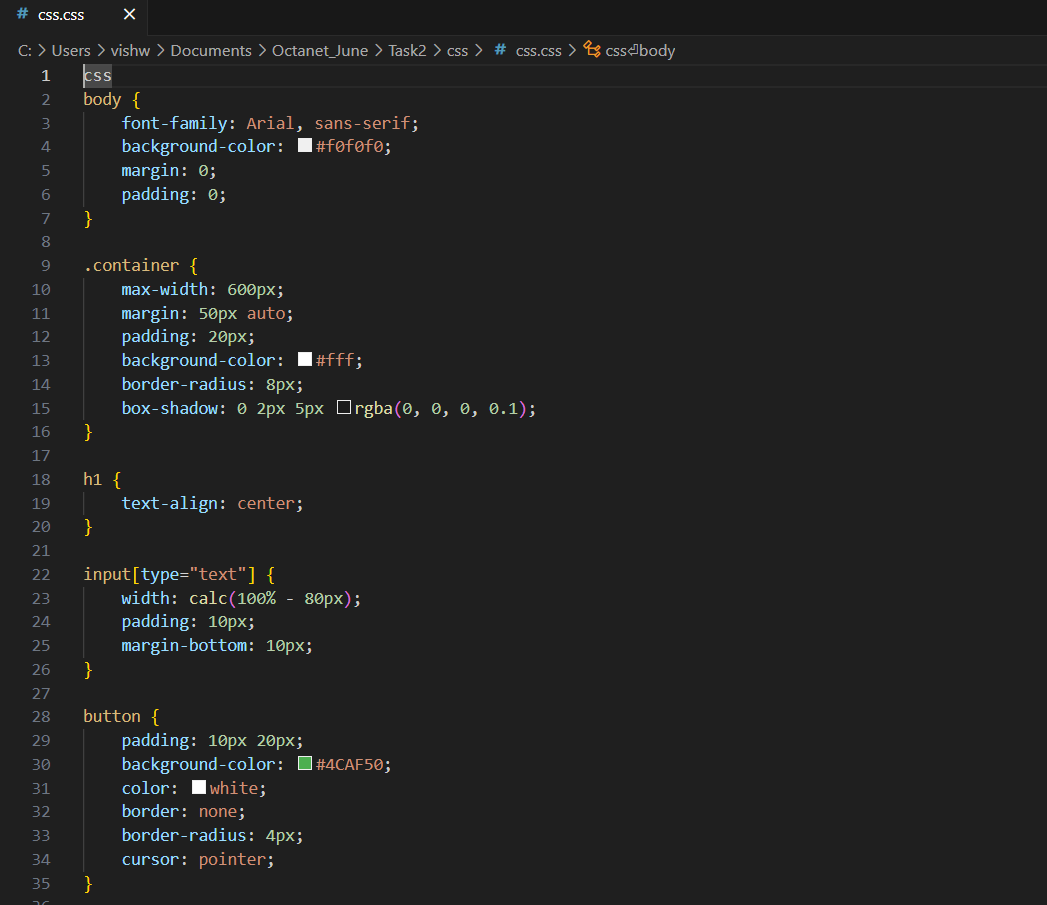 # css.css ×
C: > Users > vishw > Documents > Octanet_June > Task2 > css > # css.css > css⏎body
1 css
2 body {
3     font-family: Arial, sans-serif;
4     background-color: #f0f0f0;
5     margin: 0;
6     padding: 0;
7 }
8
9 .container {
10     max-width: 600px;
11     margin: 50px auto;
12     padding: 20px;
13     background-color: #fff;
14     border-radius: 8px;
15     box-shadow: 0 2px 5px rgba(0, 0, 0, 0.1);
16 }
17
18 h1 {
19     text-align: center;
20 }
21
22 input[type="text"] {
23     width: calc(100% - 80px);
24     padding: 10px;
25     margin-bottom: 10px;
26 }
27
28 button {
29     padding: 10px 20px;
30     background-color: #4CAF50;
31     color: white;
32     border: none;
33     border-radius: 4px;
34     cursor: pointer;
35 }